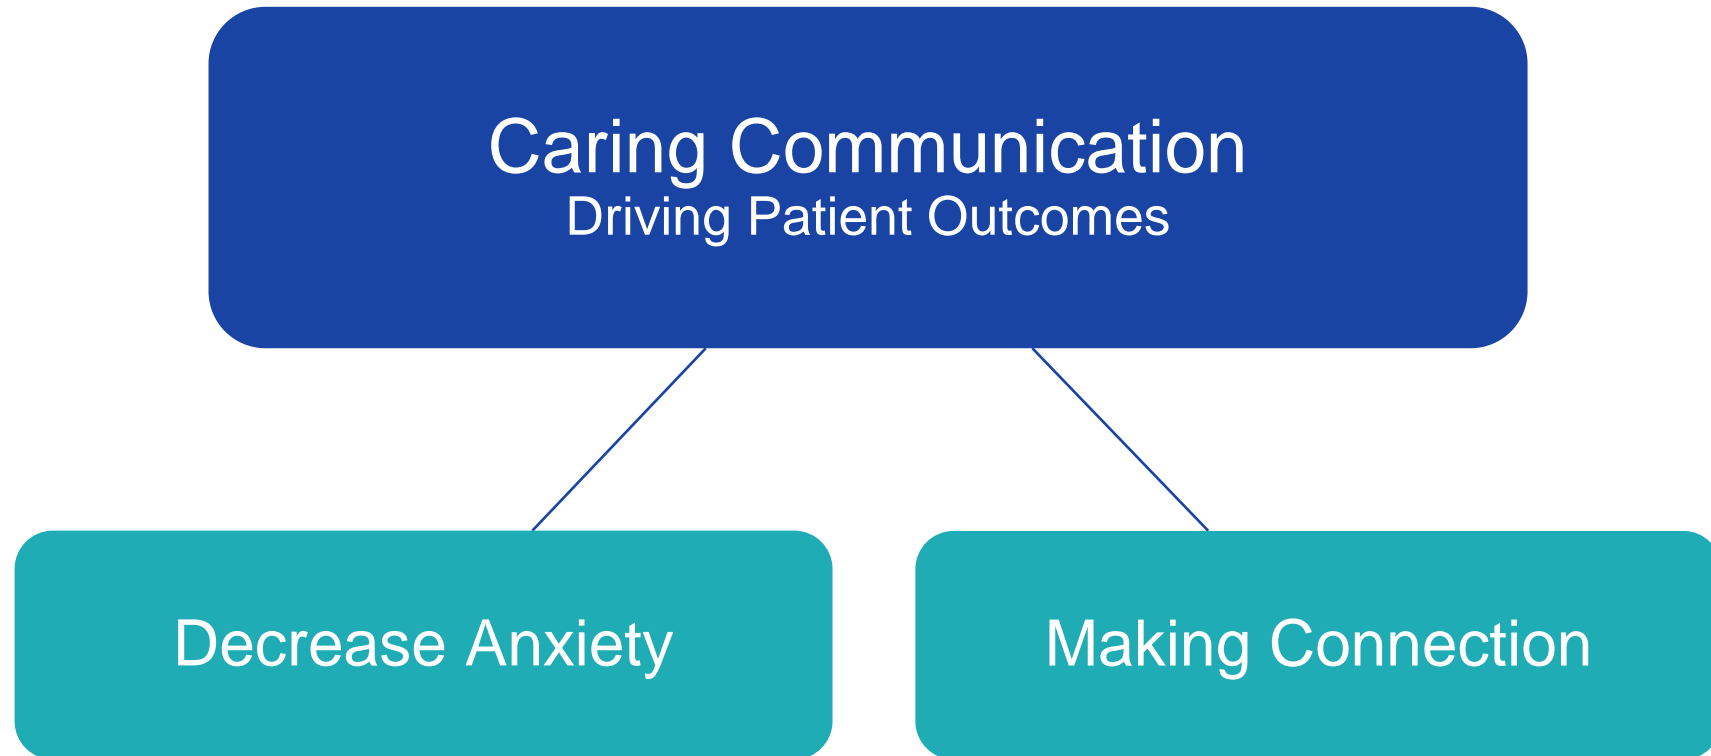 Caring Communication
Driving Patient Outcomes
Decrease Anxiety
Making Connection